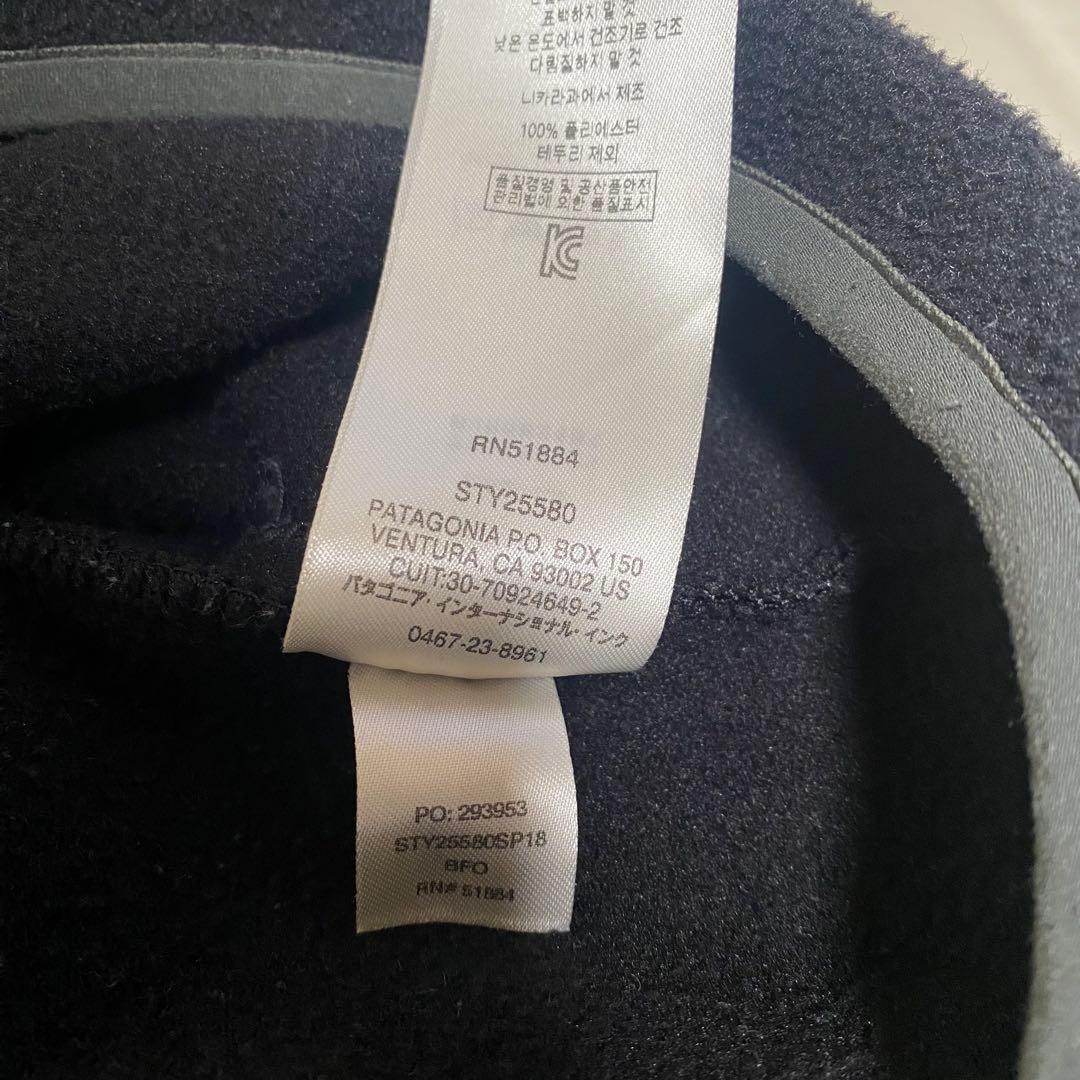 표백하지 말 것
낮은 온도에서 건조기로 건조
다림질하지 말 것
니카라과에서 제조
100% 폴리에스터
테두리 제외
품질경영 및 공산품안전
관리법에 의한 품질표시
RN51884
STY25580
PATAGONIA P.O. BOX 150
VENTURA, CA 93002 US
CUIT:30-70924649-2
パタゴニア・インターナショナル・インク
0467-23-8961
PO: 293953
STY25580SP18
BFO
RN# 51884